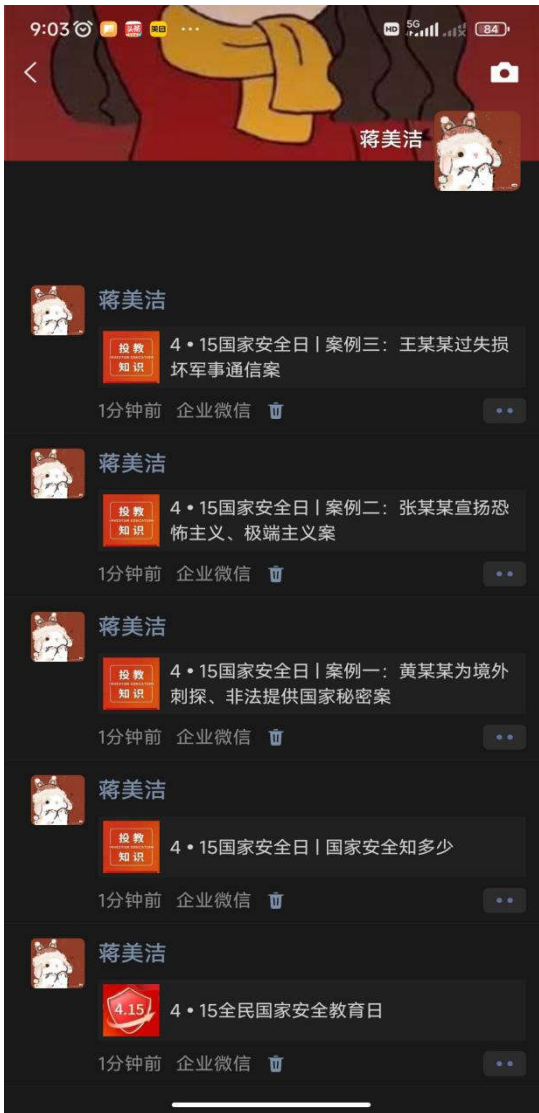 9:03
头条
美日
HD
5G
84
蒋美洁
蒋美洁
投教
知识
4•15国家安全日|案例三：王某某过失损
坏军事通信案
1分钟前 企业微信
蒋美洁
投教
知识
4•15国家安全日|案例二：张某某宣扬恐
怖主义、极端主义案
1分钟前 企业微信
蒋美洁
投教
知识
4•15国家安全日|案例一：黄某某为境外
刺探、非法提供国家秘密案
1分钟前 企业微信
蒋美洁
投教
知识
4•15国家安全日|国家安全知多少
1分钟前 企业微信
蒋美洁
4.15
4•15全民国家安全教育日
1分钟前 企业微信